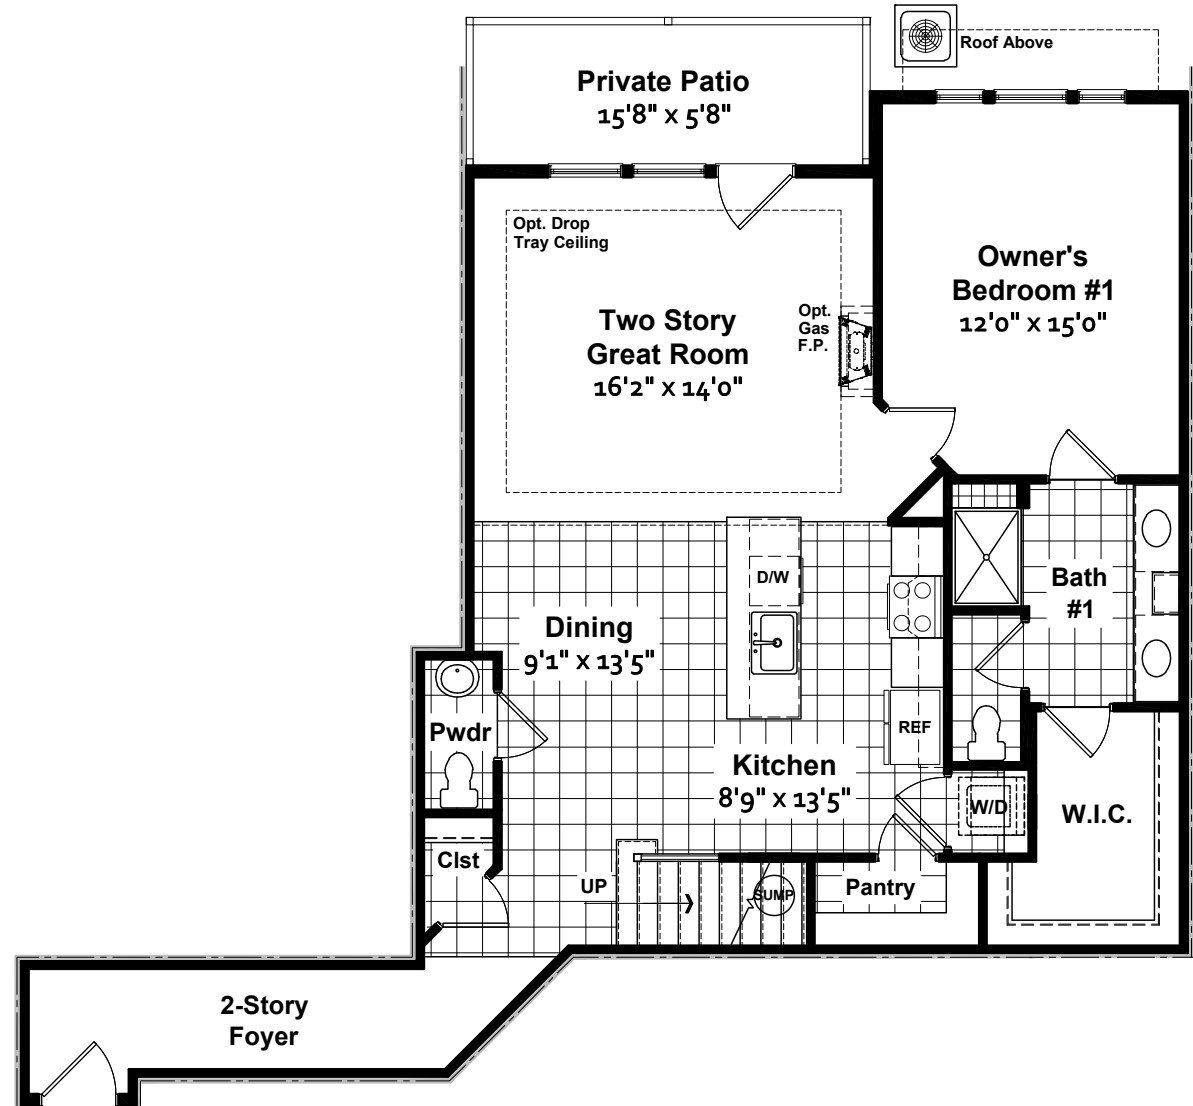 Roof Above
Private Patio
15'8" x 5'8"
Opt. Drop
Tray Ceiling
Owner's
Bedroom #1
12'0" x 15'0"
Two Story
Great Room
16'2" x 14'0"
Opt.
Gas
F.P.
D/W
Bath
#1
Dining
9'1" x 13'5"
Pwdr
REF
Kitchen
8'9" x 13'5"
W/D
W.I.C.
Clst
UP
SUMP
Pantry
2-Story
Foyer